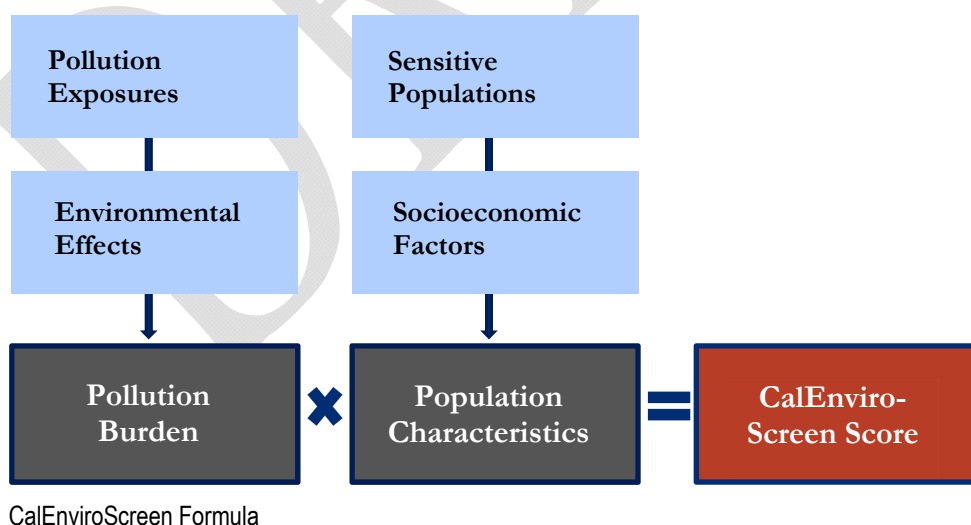 Pollution
Exposures
Sensitive
Populations
Environmental
Effects
Socioeconomic
Factors
Pollution
Burden
Population
Characteristics
CalEnviro-
Screen Score
CalEnviroScreen Formula